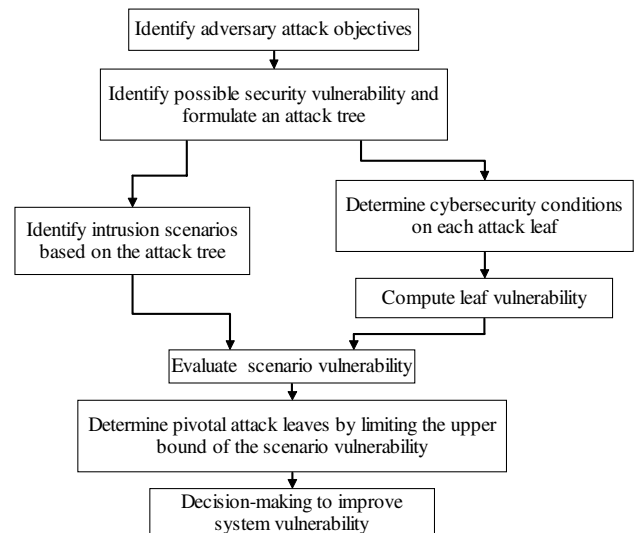 Identify adversary attack objectives
Identify possible security vulnerability and
formulate an attack tree
Identify intrusion scenarios
based on the attack tree
Determine cybersecurity conditions
on each attack leaf
Compute leaf vulnerability
Evaluate scenario vulnerability
Determine pivotal attack leaves by limiting the upper
bound of the scenario vulnerability
Decision-making to improve
system vulnerability